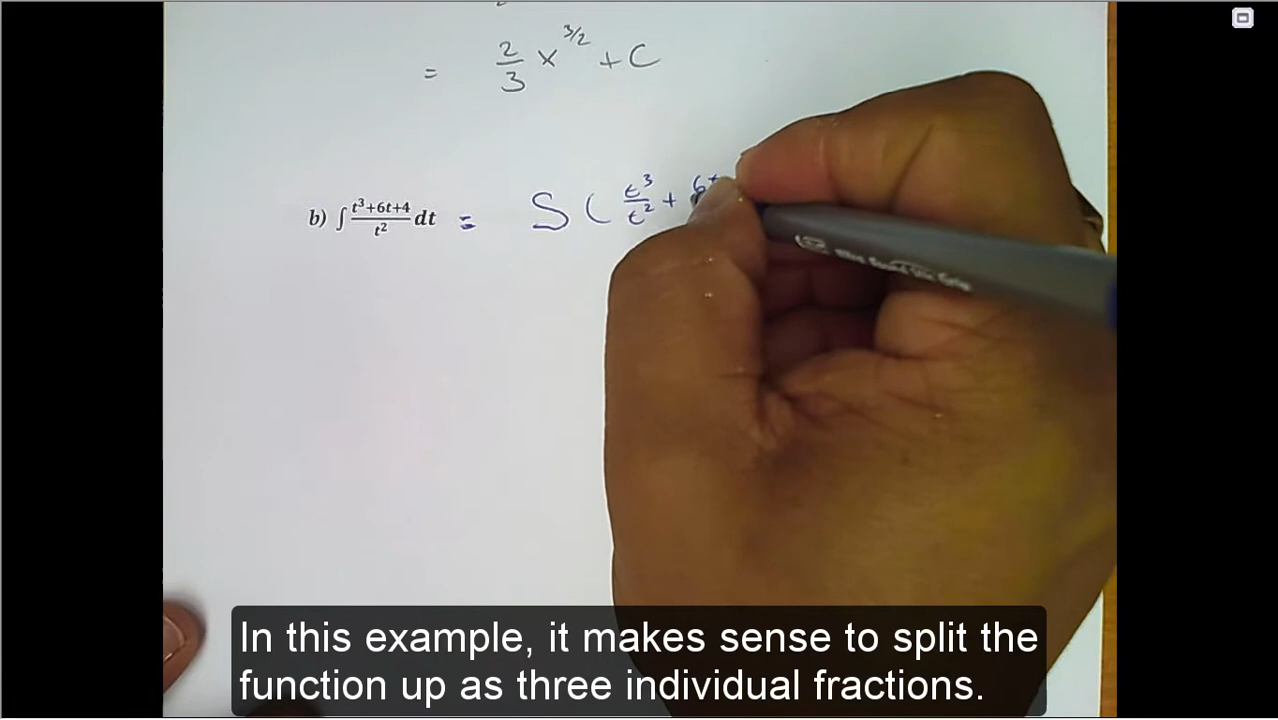 = 2/3 x^3/2 + C
b) ∫ t³+6t+4/t² dt = S ( t³/t² + 6t
In this example, it makes sense to split the
function up as three individual fractions.